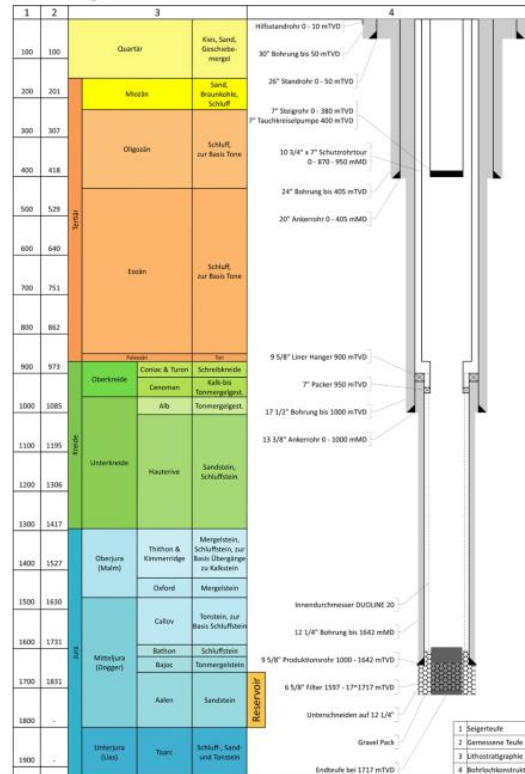 1 2 3 4
100 100
200 201
300 307
400 418
500 529
600 640
700 751
800 862
900 973
1000 1085
1100 1195
1200 1306
1300 1417
1400 1527
1500 1630
1600 1731
1700 1831
1800 -
1900 -
Tertiär
Kreide
Jura
Quartär
Kies, Sand,
Geschiebe-
mergel
Miozän
Sand,
Braunkohle,
Schluff
Oligozän
Schluff,
zur Basis Tone
Eozän
Schluff,
zur Basis Tone
Paleozän
Ton
Oberkreide
Coniac & Turon
Schreibkreide
Cenoman
Kalk-bis
Tonmergelgest.
Unterkreide
Alb
Tonmergelgest.
Hauterive
Sandstein,
Schluffstein
Oberjura
(Malm)
Thithon &
Kimmerridge
Mergelstein,
Schluffstein, zur
Basis Übergänge
zu Kalkstein
Oxford
Mergelstein
Mitteljura
(Dogger)
Callov
Tonstein, zur
Basis Schluffstein
Bathon
Schluffstein
Bajoc
Tonmergelstein
Aalen
Sandstein
Reservoir
Unterjura
(Lias)
Toarc
Schluff-, Sand-
und Tonstein
Hilfsstandrohr 0 - 10 mTVD
30" Bohrung bis 50 mTVD
26" Standrohr 0 - 50 mTVD
7" Steigrohr 0 - 380 mTVD
7" Tauchkreiselpumpe 400 mTVD
10 3/4" x 7" Schutzrohrtour
0 - 870 - 950 mMD
24" Bohrung bis 405 mTVD
20" Ankerrohr 0 - 405 mMD
9 5/8" Liner Hanger 900 mTVD
7" Packer 950 mTVD
17 1/2" Bohrung bis 1000 mTVD
13 3/8" Ankerrohr 0 - 1000 mMD
Innendurchmesser DUOLINE 20
12 1/4" Bohrung bis 1642 mMD
9 5/8" Produktionsrohr 1000 - 1642 mTVD
6 5/8" Filter 1597 - 17*1717 mTVD
Unterschneiden auf 12 1/4"
Gravel Pack
Endteufe bei 1717 mTVD
1 Seigerteufe
2 Gemessene Teufe
3 Lithostratigraphie
4 Bohrlochkonstrukt